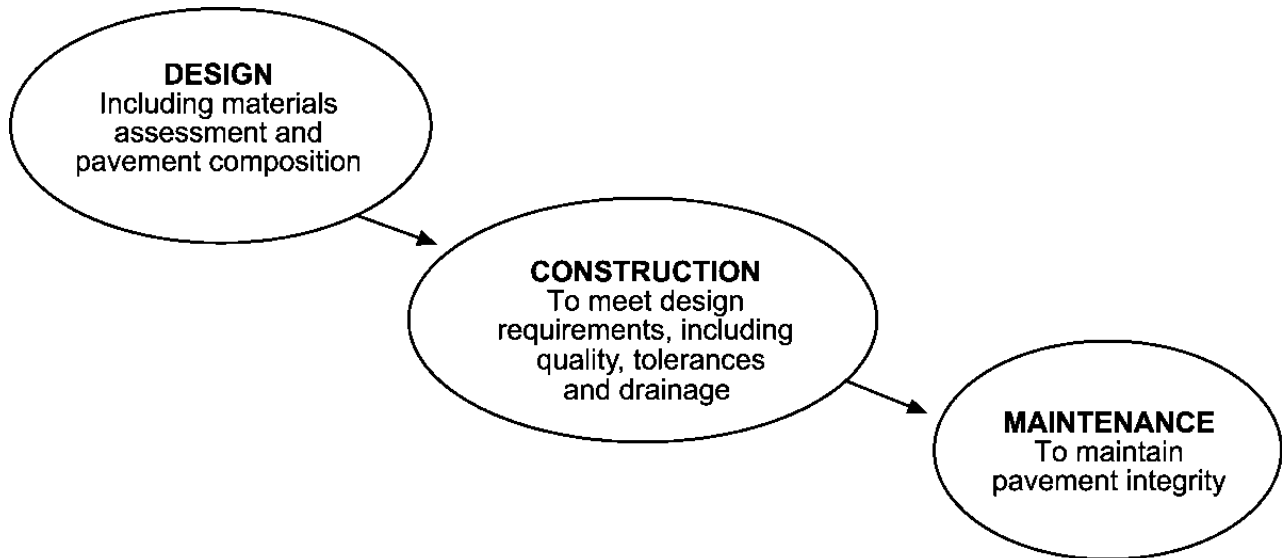 DESIGN
Including materials
assessment and
pavement composition
CONSTRUCTION
To meet design
requirements, including
quality, tolerances
and drainage
MAINTENANCE
To maintain
pavement integrity